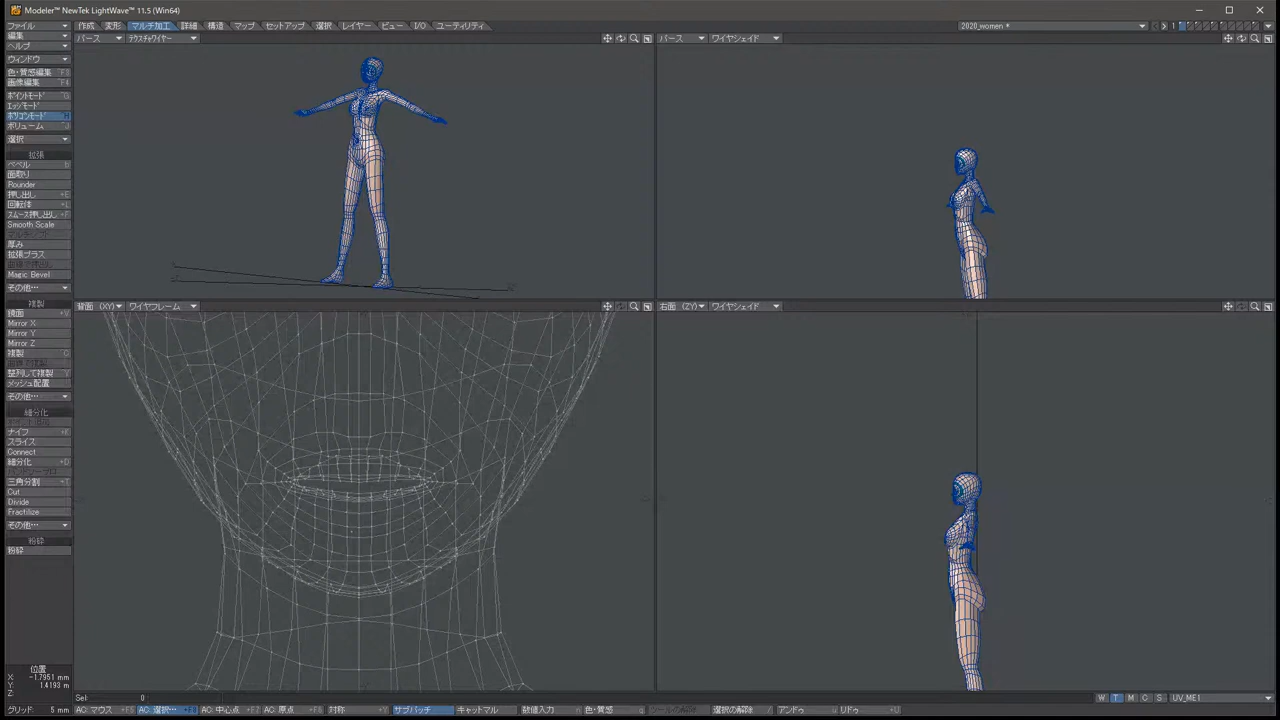 Modeler™ NewTek LightWave™ 11.5 (Win64)
ファイル 作成 変形 マルチ加工 詳細 構造 マップ セットアップ 選択 レイヤー ビュー I/O ユーティリティ 2020_women * 1
編集
ヘルプ
ウィンドウ
色・質感編集 ^F3
画像編集 ^F4
ポイントモード ^G
エッジモード
ポリゴンモード ^H
ボリューム ^J
選択
拡張
ベベル b
面取り
Rounder
押し出し +E
回転体 +L
スムース押し出し +F
Smooth Scale
厚み
拡張プラス
Magic Bevel
その他…
複製
鏡面 +V
Mirror X
Mirror Y
Mirror Z
複製 C
整列して複製 Y
メッシュ配置
その他…
細分化
ナイフ +K
スライス
Connect
細分化 +D
三角分割 +T
Cut
Divide
Fractilize
その他…
粉砕
粉砕
パース テクスチャワイヤー
パース ワイヤシェイド
背面 (XY) ワイヤフレーム
右面 (ZY) ワイヤシェイド
位置
X: -1.7951 mm
Y: 1.4193 m
Z:
グリッド: 5 mm
Sel: 0
W T M C S UV_ME1
AC: マウス +F5 AC: 選択… +F8 AC: 中心点 AC: 原点 +F6 対称 +Y サブパッチ キャットマル 数値入力 n 色・質感 q 選択の解除 / アンドゥ u リドゥ +U